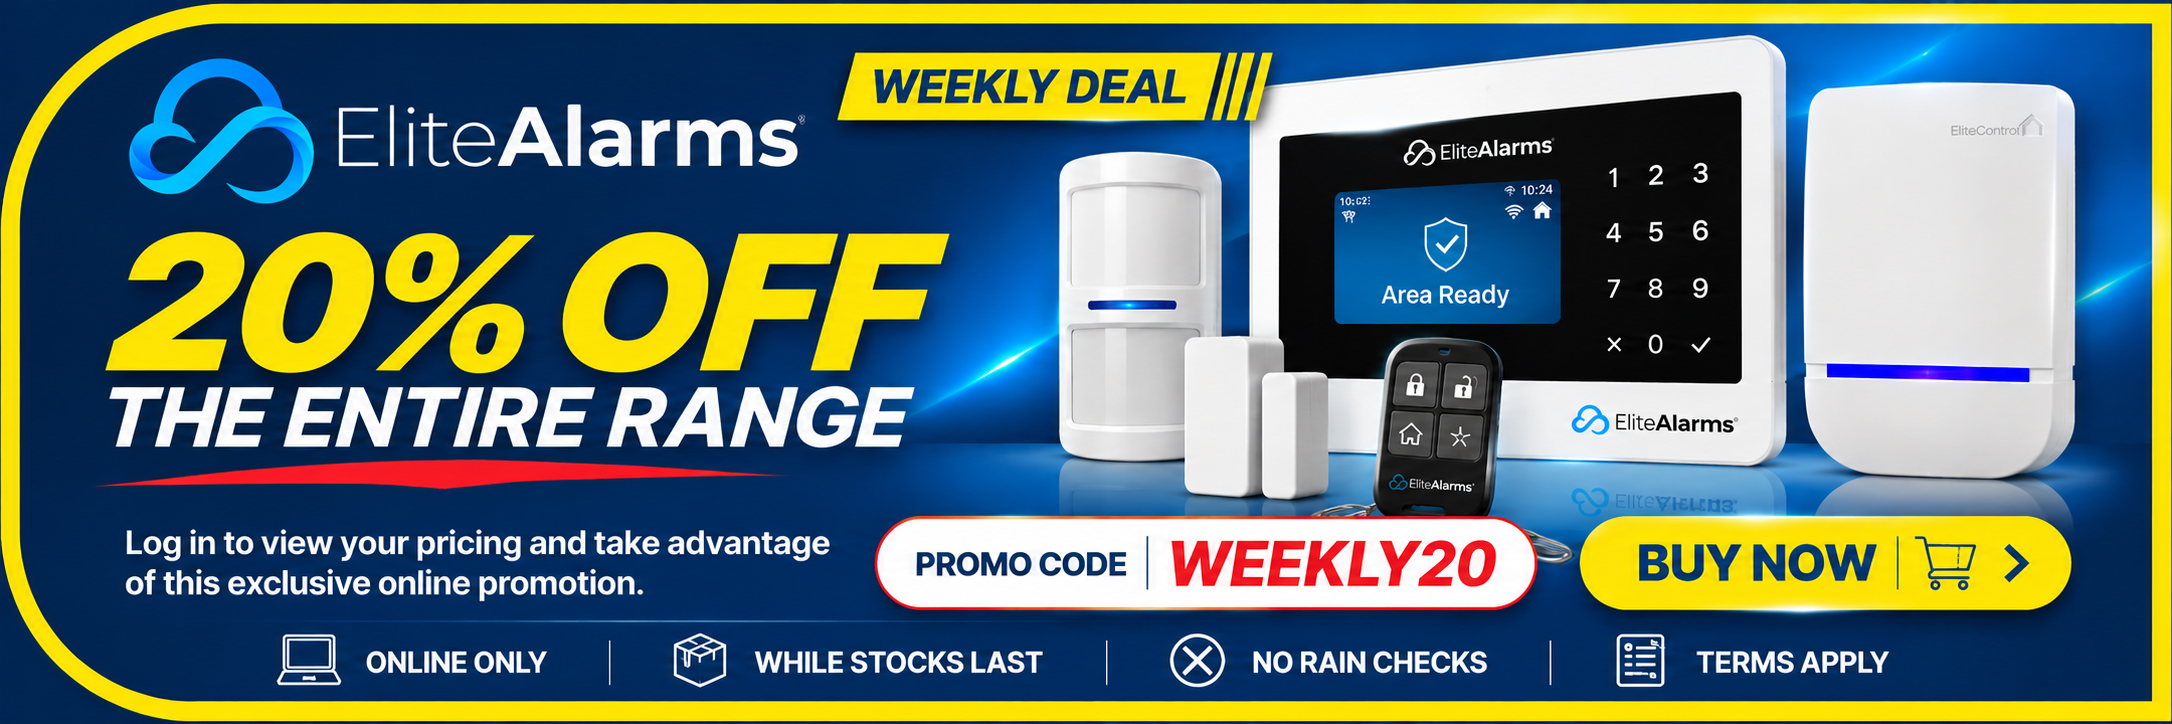 EliteAlarms
WEEKLY DEAL
20% OFF
THE ENTIRE RANGE
Log in to view your pricing and take advantage
of this exclusive online promotion.
EliteAlarms
10:24
Area Ready
1 2 3
4 5 6
7 8 9
0
EliteAlarms
EliteAlarms
EliteControl
PROMO CODE
WEEKLY20
BUY NOW
ONLINE ONLY
WHILE STOCKS LAST
NO RAIN CHECKS
TERMS APPLY